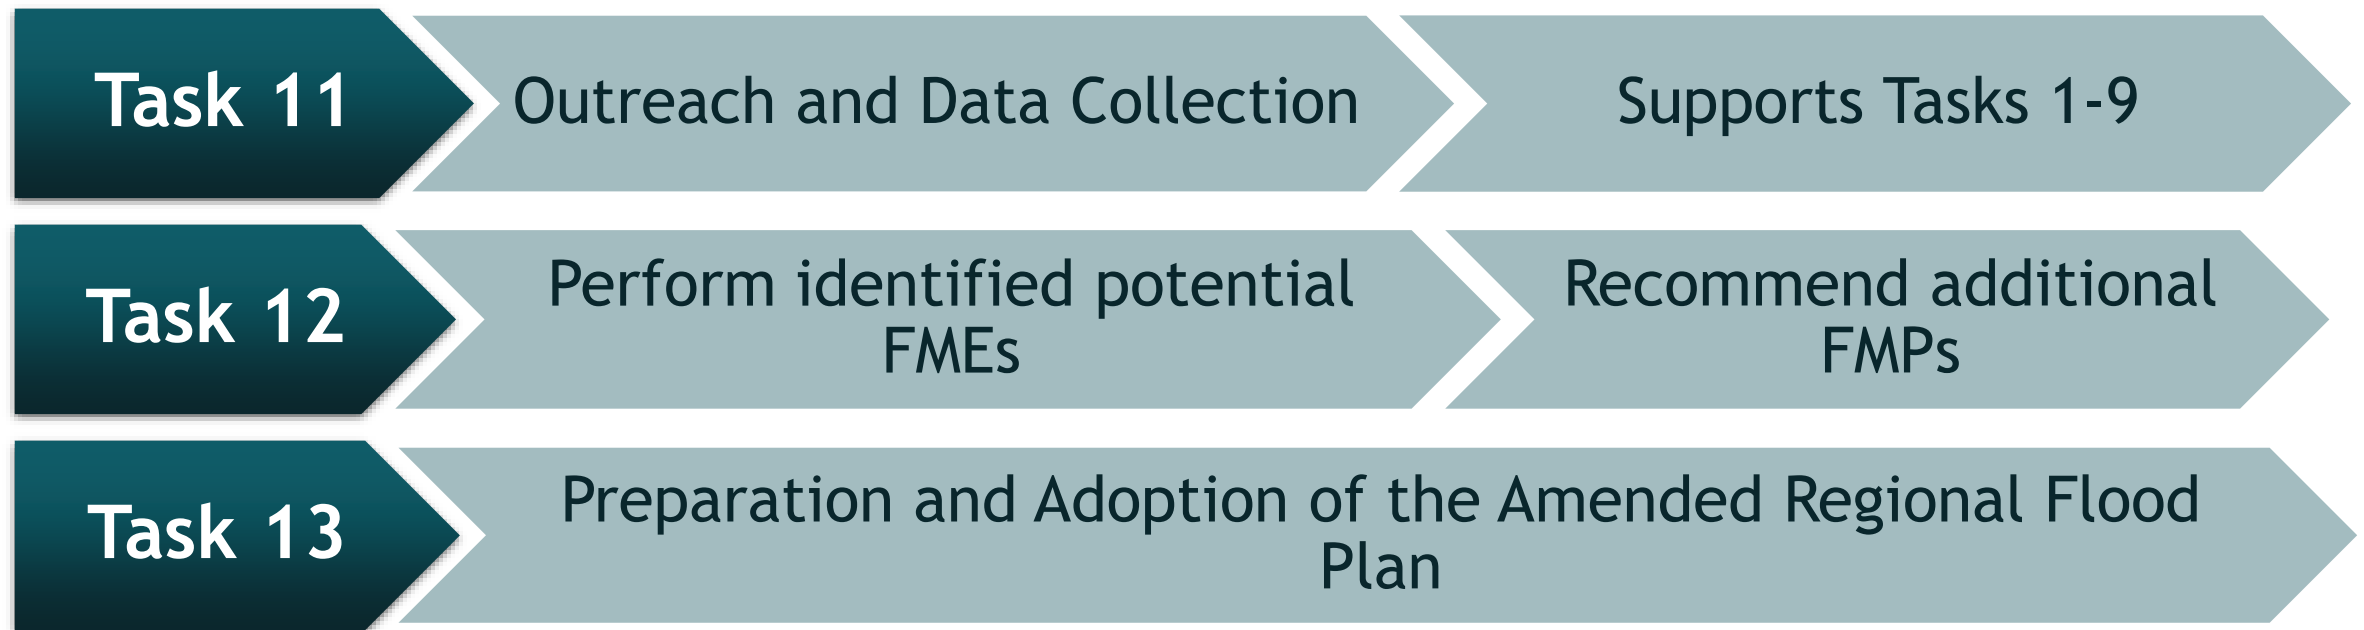 Task 11
Outreach and Data Collection
Supports Tasks 1-9
Task 12
Perform identified potential
FMEs
Recommend additional
FMPs
Task 13
Preparation and Adoption of the Amended Regional Flood
Plan